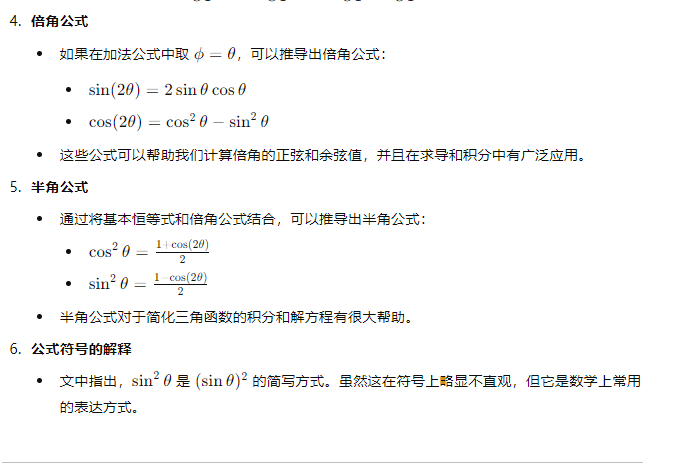 4. 倍角公式
• 如果在加法公式中取 ϕ = θ，可以推导出倍角公式：
• sin(2θ) = 2 sin θ cos θ
• cos(2θ) = cos² θ − sin² θ
• 这些公式可以帮助我们计算倍角的正弦和余弦值，并且在求导和积分中有广泛应用。
5. 半角公式
• 通过将基本恒等式和倍角公式结合，可以推导出半角公式：
• cos² θ = \frac{1+cos(2θ)}{2}
• sin² θ = \frac{1−cos(2θ)}{2}
• 半角公式对于简化三角函数的积分和解方程有很大帮助。
6. 公式符号的解释
• 文中指出，sin² θ 是 (sin θ)² 的简写方式。虽然这在符号上略显不直观，但它是数学上常用
的表达方式。